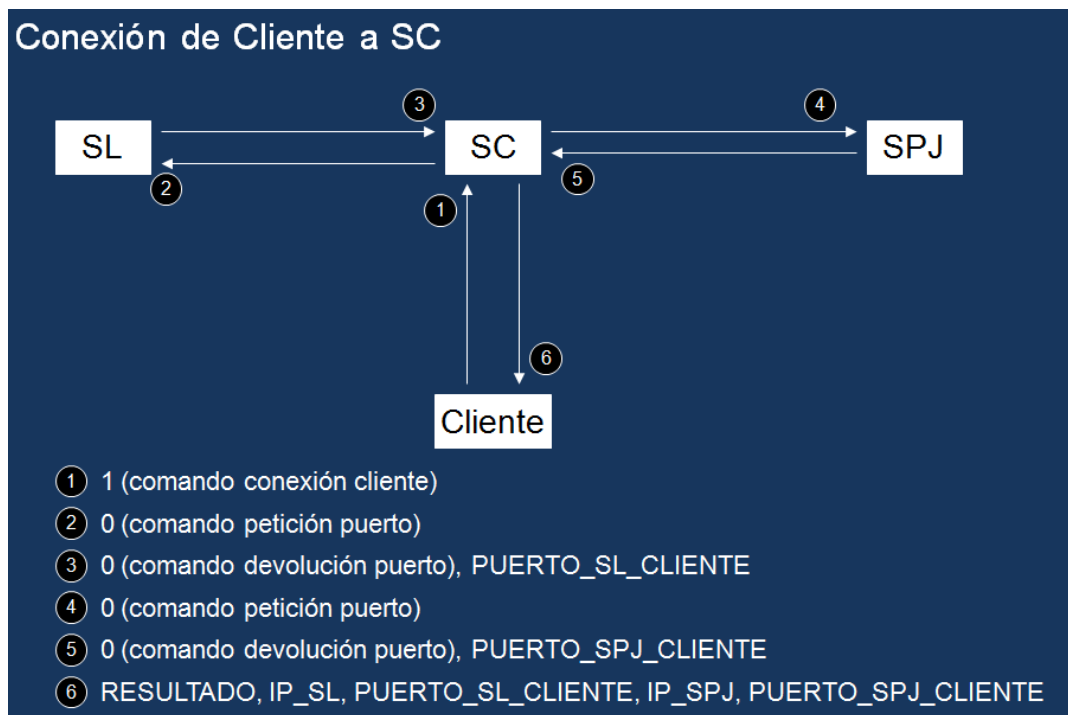 Conexión de Cliente a SC
3
4
SL
SC
SPJ
2
5
1
6
Cliente
1 1 (comando conexión cliente)
2 0 (comando petición puerto)
3 0 (comando devolución puerto), PUERTO_SL_CLIENTE
4 0 (comando petición puerto)
5 0 (comando devolución puerto), PUERTO_SPJ_CLIENTE
6 RESULTADO, IP_SL, PUERTO_SL_CLIENTE, IP_SPJ, PUERTO_SPJ_CLIENTE